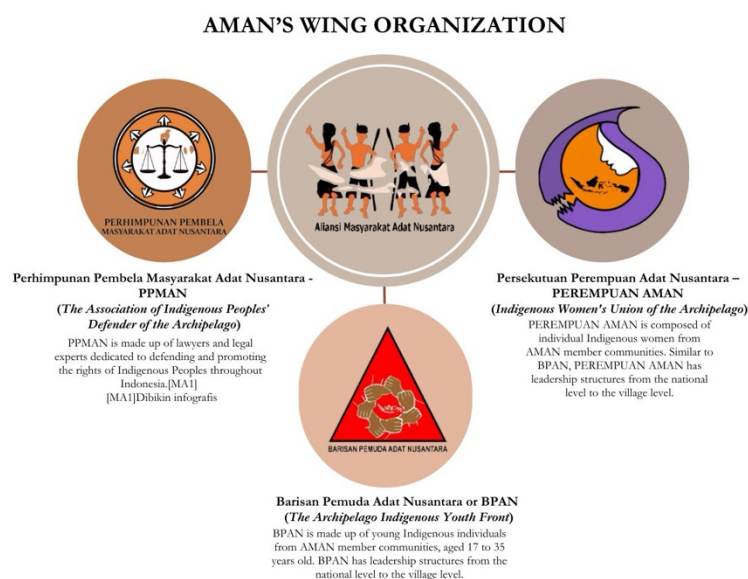 AMAN'S WING ORGANIZATION
PERHIMPUNAN PEMBELA
MASYARAKAT ADAT NUSANTARA
Aliansi Masyarakat Adat Nusantara
Perhimpunan Pembela Masyarakat Adat Nusantara -
PPMAN
(The Association of Indigenous Peoples'
Defender of the Archipelago)
PPMAN is made up of lawyers and legal
experts dedicated to defending and promoting
the rights of Indigenous Peoples throughout
Indonesia.[MA1]
[MA1]Dibikin infografis
Persekutuan Perempuan Adat Nusantara –
PEREMPUAN AMAN
(Indigenous Women's Union of the Archipelago)
PEREMPUAN AMAN is composed of
individual Indigenous women from
AMAN member communities. Similar to
BPAN, PEREMPUAN AMAN has
leadership structures from the national
level to the village level.
BARISAN PEMUDA ADAT NUSANTARA
Barisan Pemuda Adat Nusantara or BPAN
(The Archipelago Indigenous Youth Front)
BPAN is made up of young Indigenous individuals
from AMAN member communities, aged 17 to 35
years old. BPAN has leadership structures from the
national level to the village level.